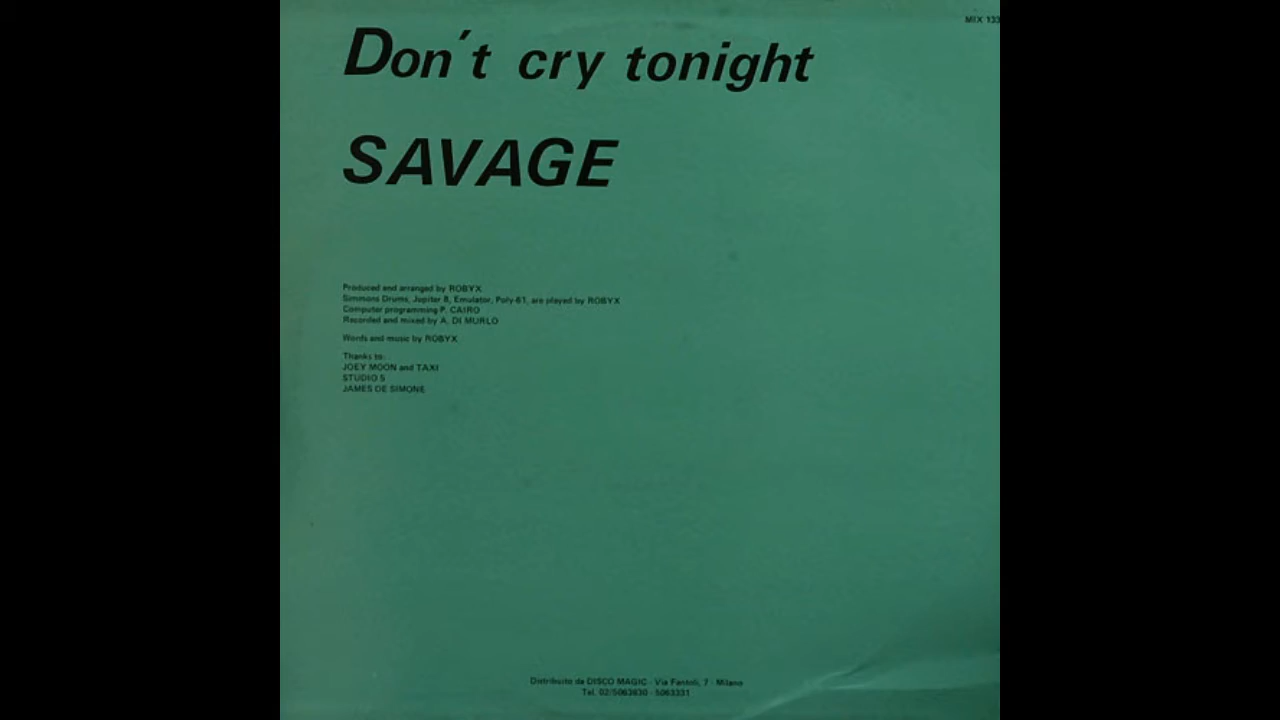 MIX 133
Don't cry tonight
SAVAGE
Produced and arranged by ROBYX
Simmons Drums, Jupiter 8, Emulator, Poly-61, are played by ROBYX
Computer programming P. CAIRO
Recorded and mixed by A. DI MURLO
Words and music by ROBYX
Thanks to:
JOEY MOON and TAXI
STUDIO 5
JAMES DE SIMONE
Distribuito da DISCO MAGIC - Via Fantoli, 7 - Milano
Tel. 02/5063830 - 5063331